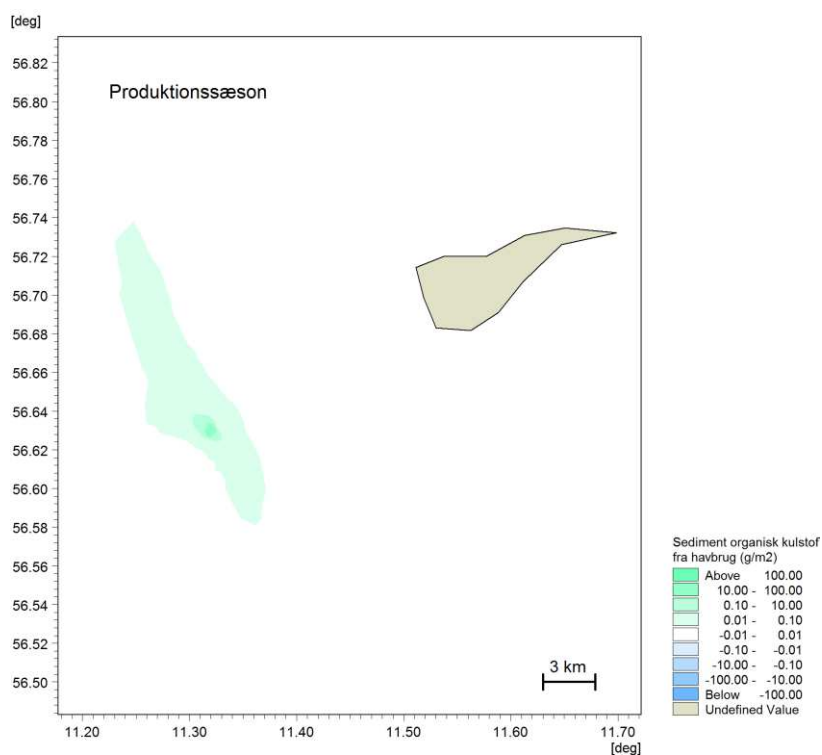 [deg]
56.82
56.80
Produktionssæson
56.78
56.76
56.74
56.72
56.70
56.68
56.66
56.64
56.62
56.60
56.58
56.56
56.54
56.52
56.50
3 km
11.20 11.30 11.40 11.50 11.60 11.70
[deg]
Sediment organisk kulstof
fra havbrug (g/m2)
Above 100.00
10.00 - 100.00
0.10 - 10.00
0.01 - 0.10
-0.01 - 0.01
-0.10 - -0.01
-10.00 - -0.10
-100.00 - -10.00
Below -100.00
Undefined Value